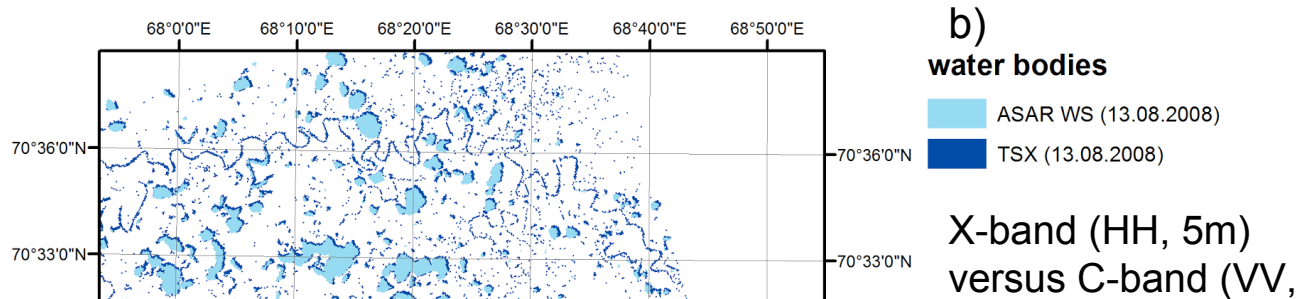 68°0'0"E 68°10'0"E 68°20'0"E 68°30'0"E 68°40'0"E 68°50'0"E
b)
water bodies
ASAR WS (13.08.2008)
TSX (13.08.2008)
70°36'0"N 70°36'0"N
70°33'0"N 70°33'0"N
X-band (HH, 5m)
versus C-band (VV,